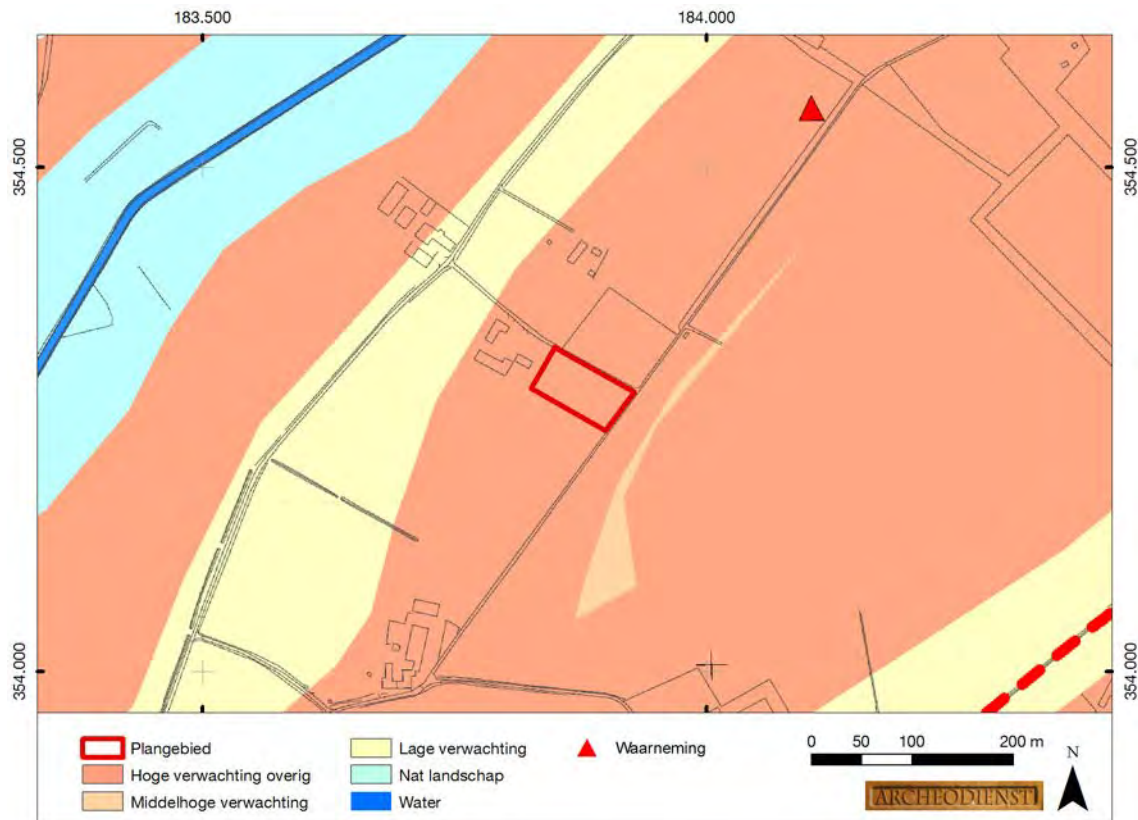 183.500 184.000
354.500 354.500
354.000 354.000
Plangebied
Hoge verwachting overig
Middelhoge verwachting
Lage verwachting
Nat landschap
Water
Waarneming
0 50 100 200 m
N
ARCHEODIENST